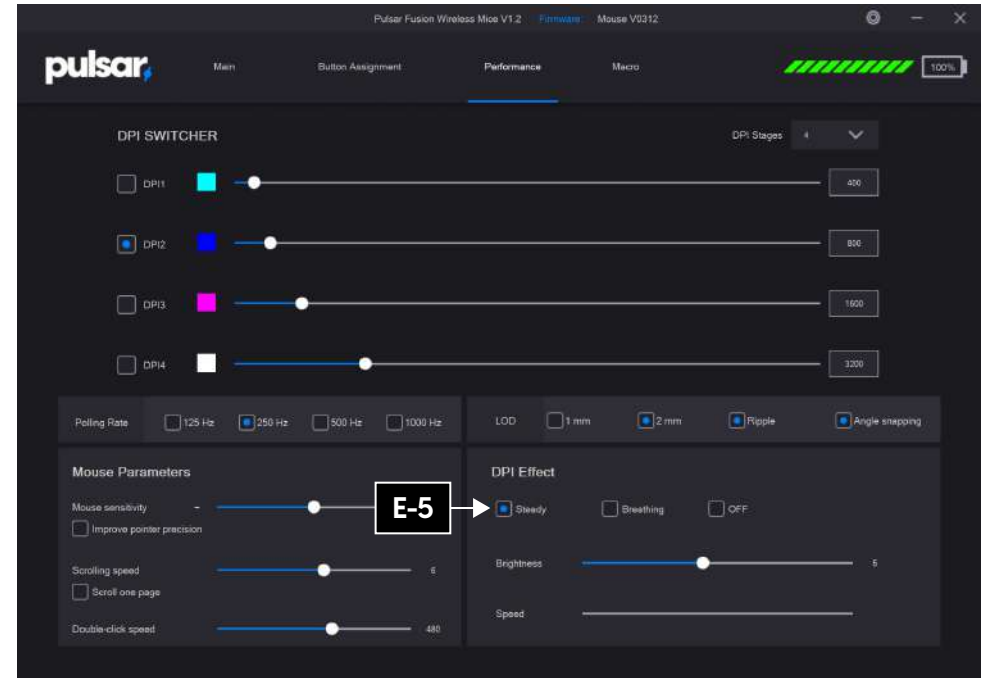 Pulsar Fusion Wireless Mice V1.2 Firmware: Mouse V0312
pulsar
Main Button Assignment Performance Macro 100%
DPI SWITCHER DPI Stages 4
DPI1 400
DPI2 800
DPI3 1600
DPI4 3200
Polling Rate 125 Hz 250 Hz 500 Hz 1000 Hz LOD 1 mm 2 mm Ripple Angle snapping
Mouse Parameters
Mouse sensitivity -
Improve pointer precision
Scrolling speed 6
Scroll one page
Double-click speed 480
DPI Effect
E-5
Steady Breathing OFF
Brightness 5
Speed